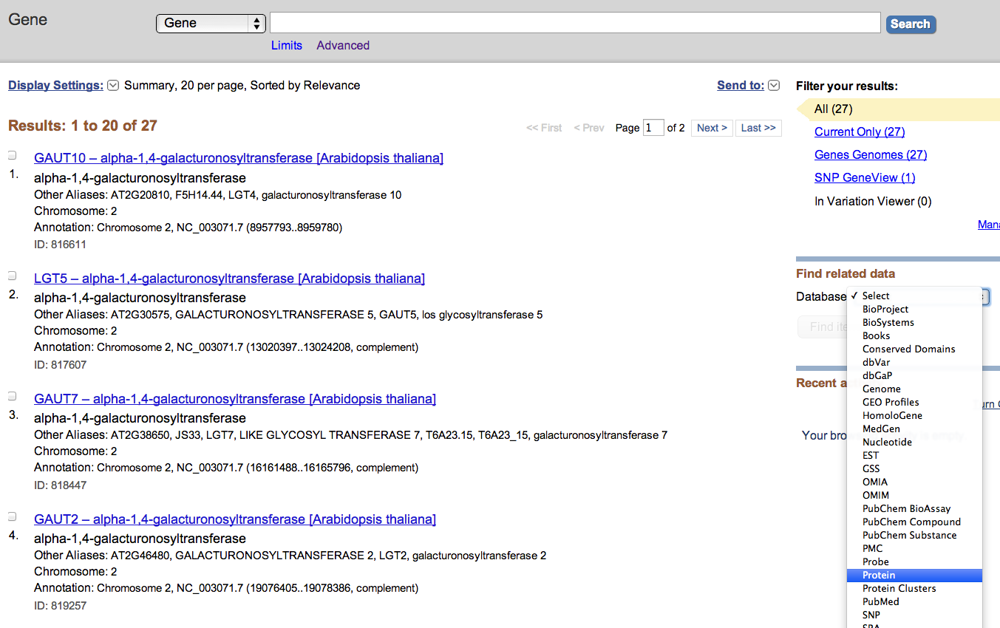 Gene
Gene
Search
Limits Advanced
Display Settings: Summary, 20 per page, Sorted by Relevance
Send to:
Results: 1 to 20 of 27
<< First < Prev Page 1 of 2 Next > Last >>
GAUT10 – alpha-1,4-galacturonosyltransferase [Arabidopsis thaliana]
1. alpha-1,4-galacturonosyltransferase
Other Aliases: AT2G20810, F5H14.44, LGT4, galacturonosyltransferase 10
Chromosome: 2
Annotation: Chromosome 2, NC_003071.7 (8957793..8959780)
ID: 816611
LGT5 – alpha-1,4-galacturonosyltransferase [Arabidopsis thaliana]
2. alpha-1,4-galacturonosyltransferase
Other Aliases: AT2G30575, GALACTURONOSYLTRANSFERASE 5, GAUT5, los glycosyltransferase 5
Chromosome: 2
Annotation: Chromosome 2, NC_003071.7 (13020397..13024208, complement)
ID: 817607
GAUT7 – alpha-1,4-galacturonosyltransferase [Arabidopsis thaliana]
3. alpha-1,4-galacturonosyltransferase
Other Aliases: AT2G38650, JS33, LGT7, LIKE GLYCOSYL TRANSFERASE 7, T6A23.15, T6A23_15, galacturonosyltransferase 7
Chromosome: 2
Annotation: Chromosome 2, NC_003071.7 (16161488..16165796, complement)
ID: 818447
GAUT2 – alpha-1,4-galacturonosyltransferase [Arabidopsis thaliana]
4. alpha-1,4-galacturonosyltransferase
Other Aliases: AT2G46480, GALACTURONOSYLTRANSFERASE 2, LGT2, galacturonosyltransferase 2
Chromosome: 2
Annotation: Chromosome 2, NC_003071.7 (19076405..19078386, complement)
ID: 819257
Filter your results:
All (27)
Current Only (27)
Genes Genomes (27)
SNP GeneView (1)
In Variation Viewer (0)
Mana
Find related data
Database
Find ite
Recent a
urn
Your bro
is empty
✓ Select
BioProject
BioSystems
Books
Conserved Domains
dbVar
dbGaP
Genome
GEO Profiles
HomoloGene
MedGen
Nucleotide
EST
GSS
OMIA
OMIM
PubChem BioAssay
PubChem Compound
PubChem Substance
PMC
Probe
Protein
Protein Clusters
PubMed
SNP
SRA